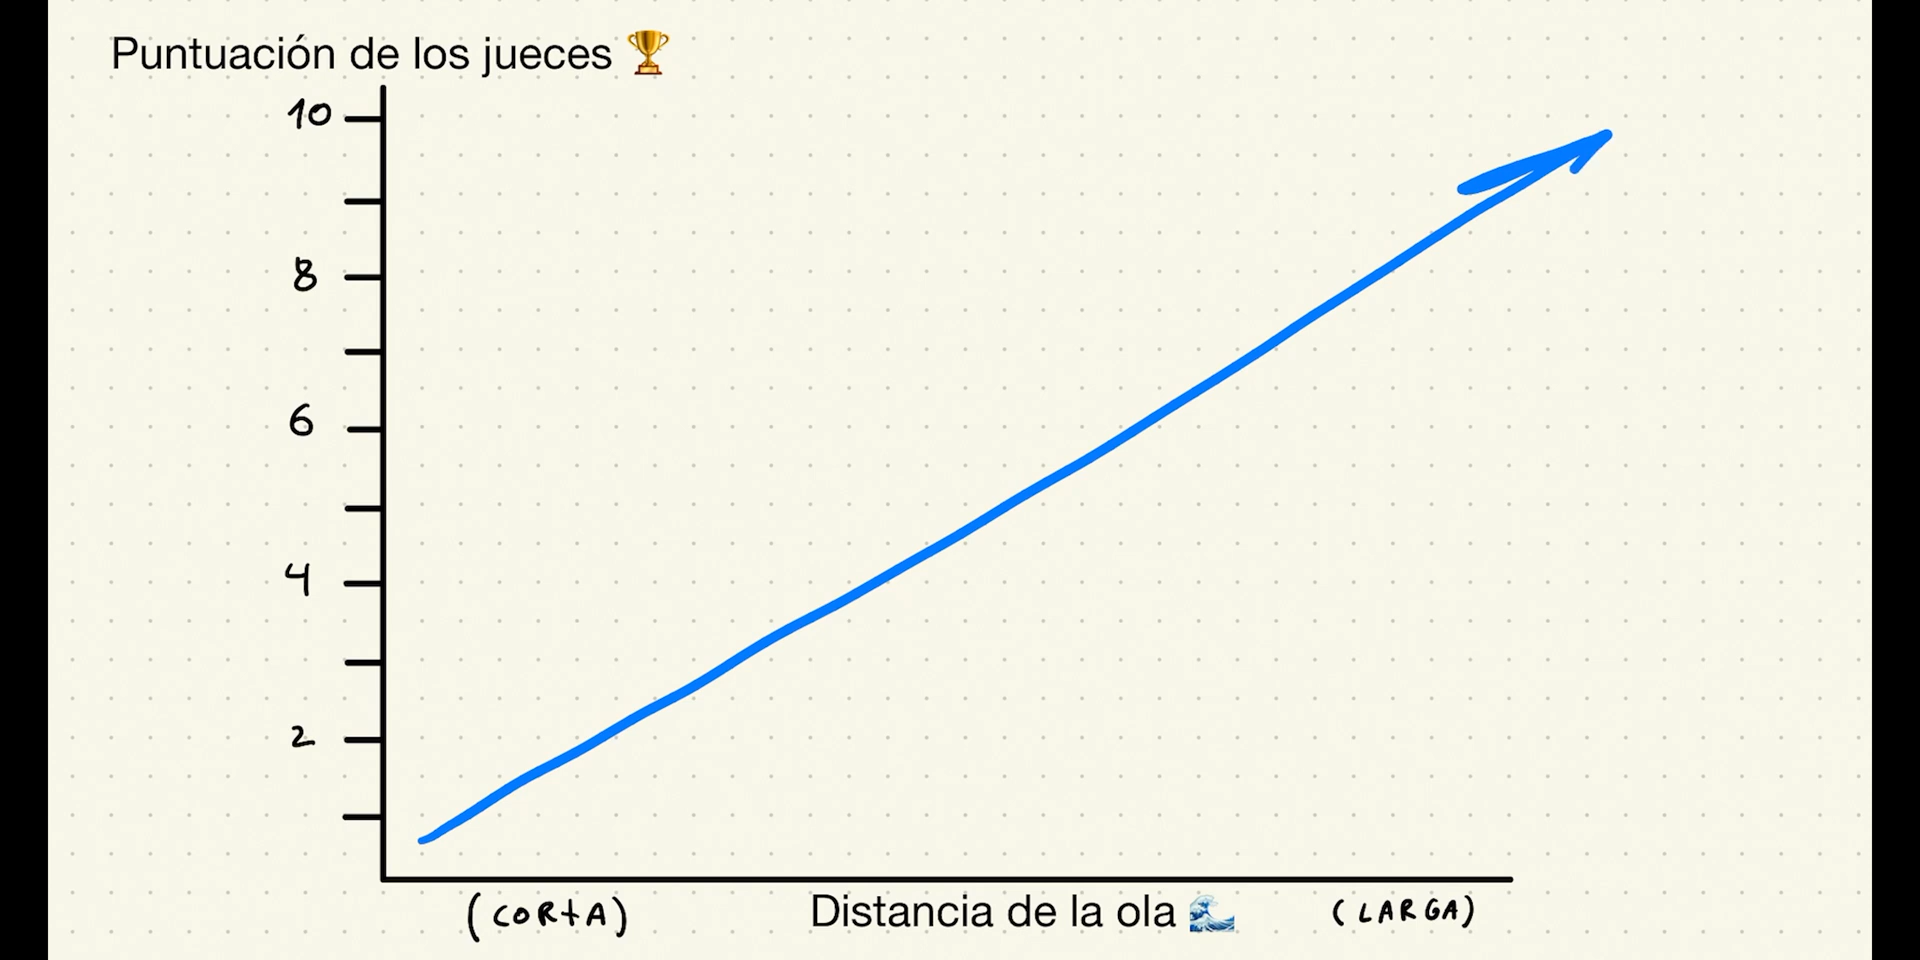 Puntuación de los jueces 🏆
10
8
6
4
2
(CORTA) Distancia de la ola 🌊 (LARGA)